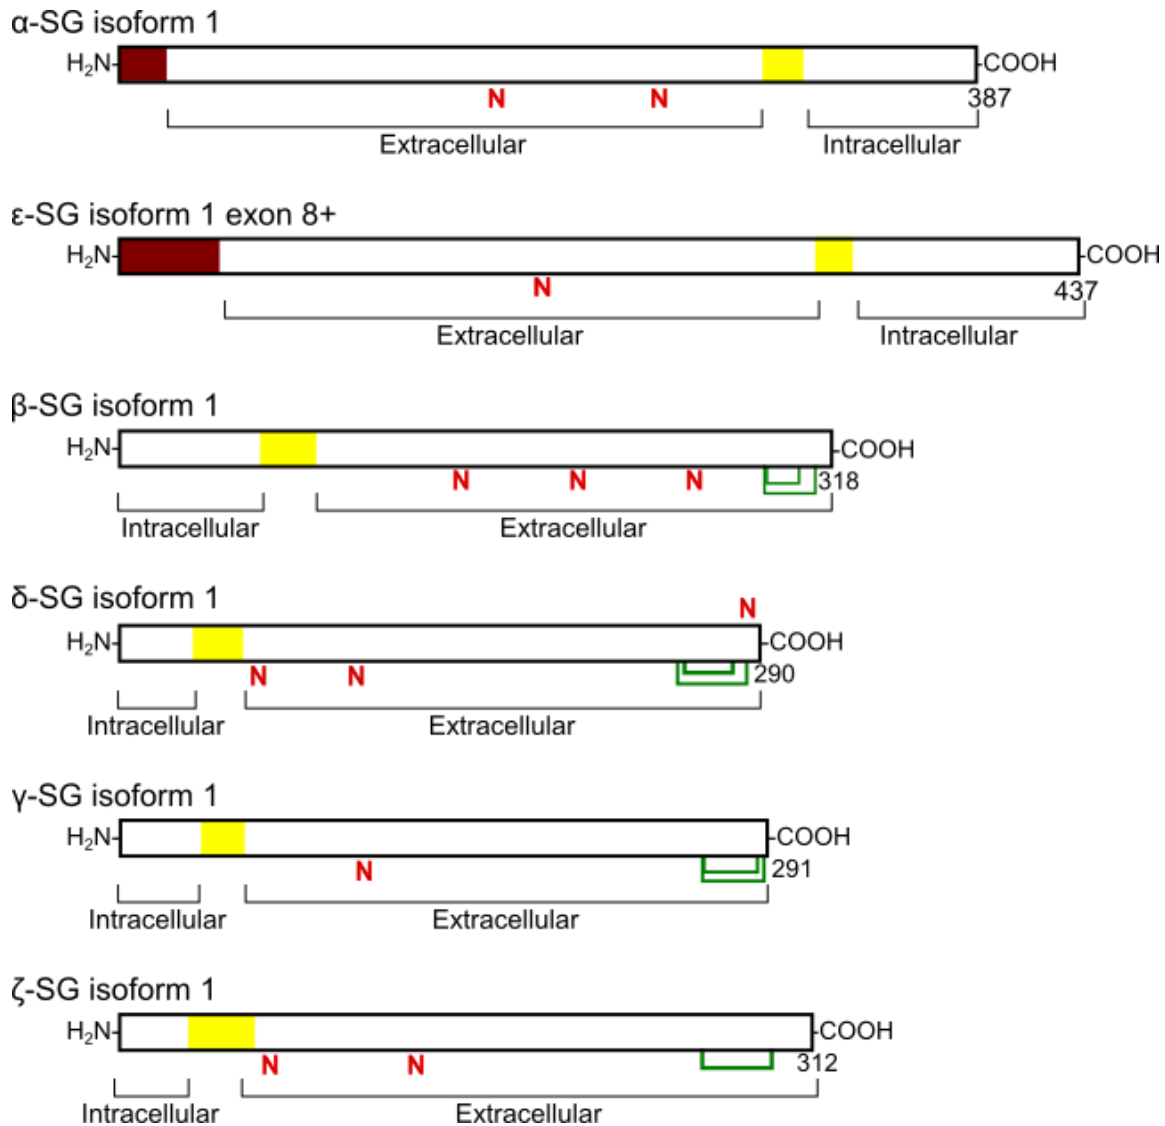 α-SG isoform 1
H₂N COOH
N N 387
Extracellular Intracellular
ε-SG isoform 1 exon 8+
H₂N COOH
N 437
Extracellular Intracellular
β-SG isoform 1
H₂N COOH
N N N 318
Intracellular Extracellular
δ-SG isoform 1
N
H₂N COOH
N N 290
Intracellular Extracellular
γ-SG isoform 1
H₂N COOH
N 291
Intracellular Extracellular
ζ-SG isoform 1
H₂N COOH
N N 312
Intracellular Extracellular